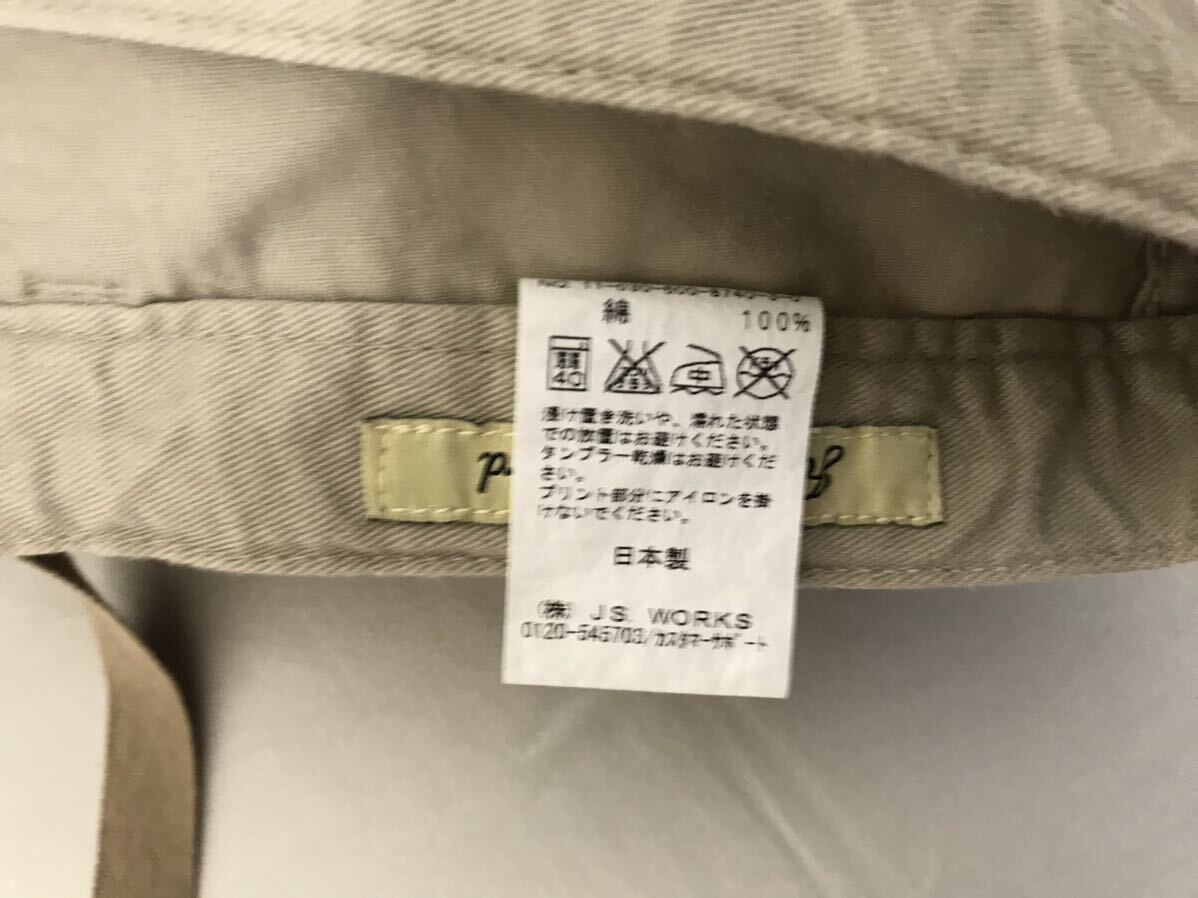 綿 100%
40 中
浸け置き洗いや、濡れた状態
での放置はお避けください。
タンブラー乾燥はお避けくだ
さい。
プリント部分にアイロンを掛
けないでください。
日本製
(株) JS. WORKS
0120-545703/カスタマーサポート